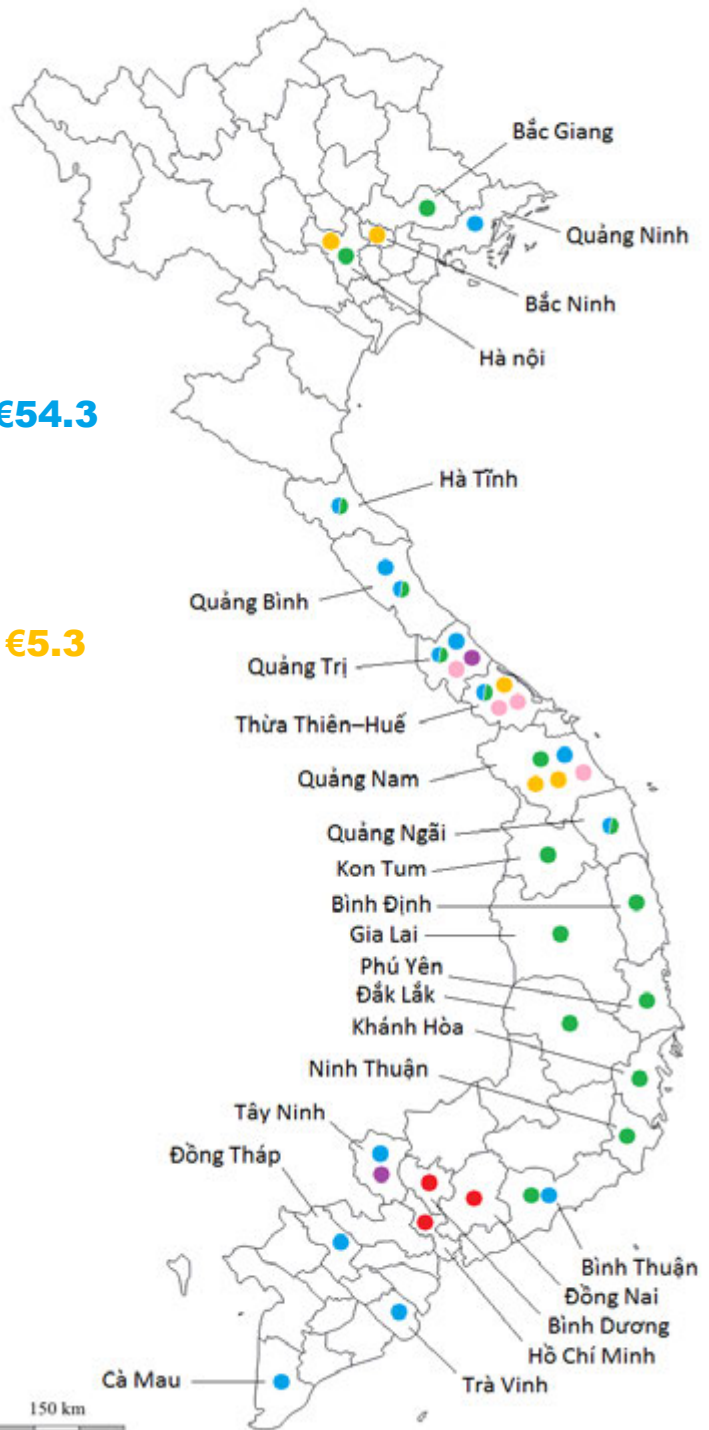 Bắc Giang
Quảng Ninh
Bắc Ninh
Hà nội
€54.3
Hà Tĩnh
Quảng Bình
€5.3
Quảng Trị
Thừa Thiên–Huế
Quảng Nam
Quảng Ngãi
Kon Tum
Bình Định
Gia Lai
Phú Yên
Đắk Lắk
Khánh Hòa
Ninh Thuận
Tây Ninh
Đồng Tháp
Bình Thuận
Đồng Nai
Bình Dương
Hồ Chí Minh
Trà Vinh
Cà Mau
150 km